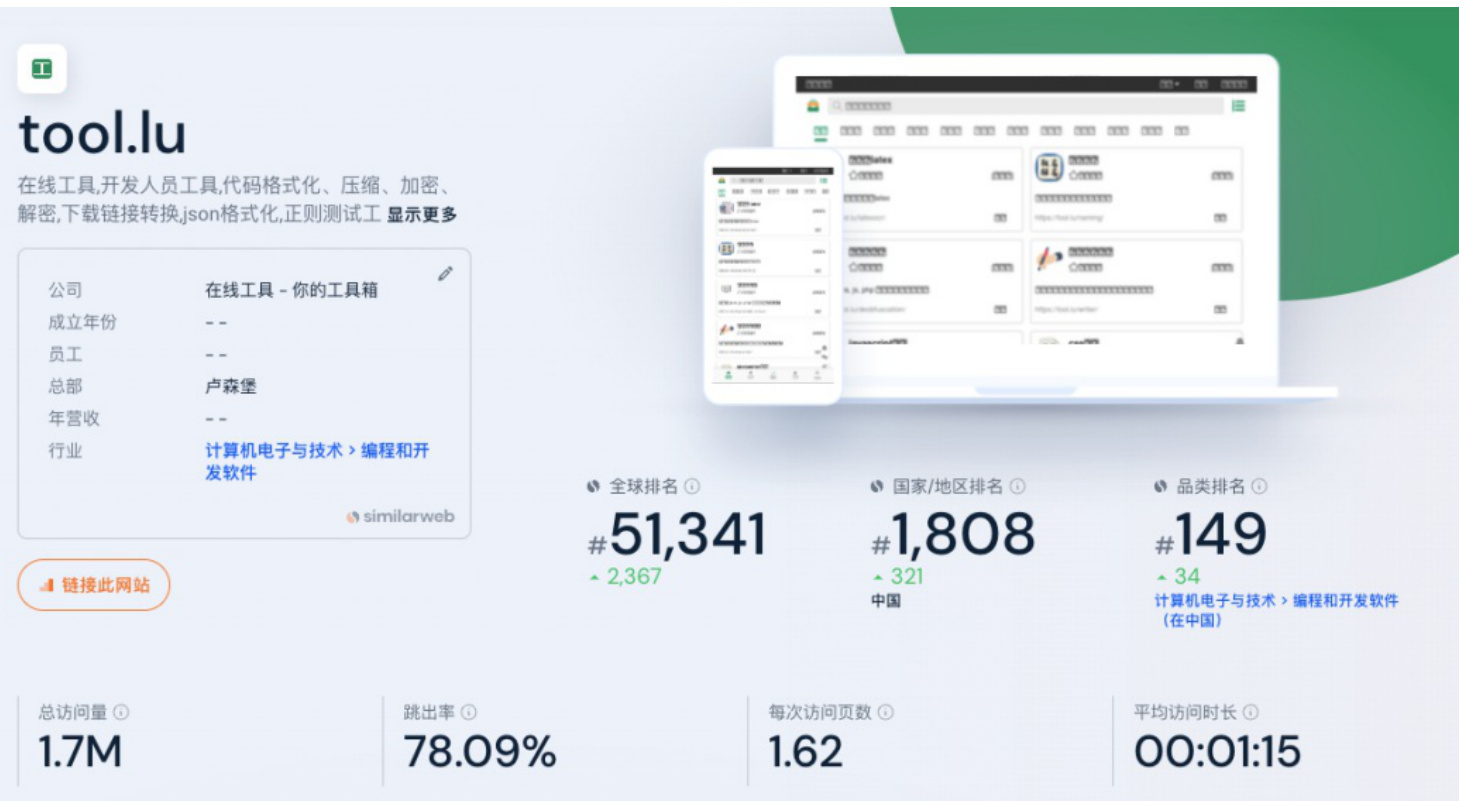 工
tool.lu
在线工具,开发人员工具,代码格式化、压缩、加密、
解密,下载链接转换,json格式化,正则测试工 显示更多
公司 在线工具 - 你的工具箱
成立年份 - -
员工 - -
总部 卢森堡
年营收 - -
行业 计算机电子与技术 > 编程和开
发软件
similarweb
链接此网站
全球排名
#51,341
2,367
国家/地区排名
#1,808
321
中国
品类排名
#149
34
计算机电子与技术 > 编程和开发软件
（在中国）
总访问量
1.7M
跳出率
78.09%
每次访问页数
1.62
平均访问时长
00:01:15